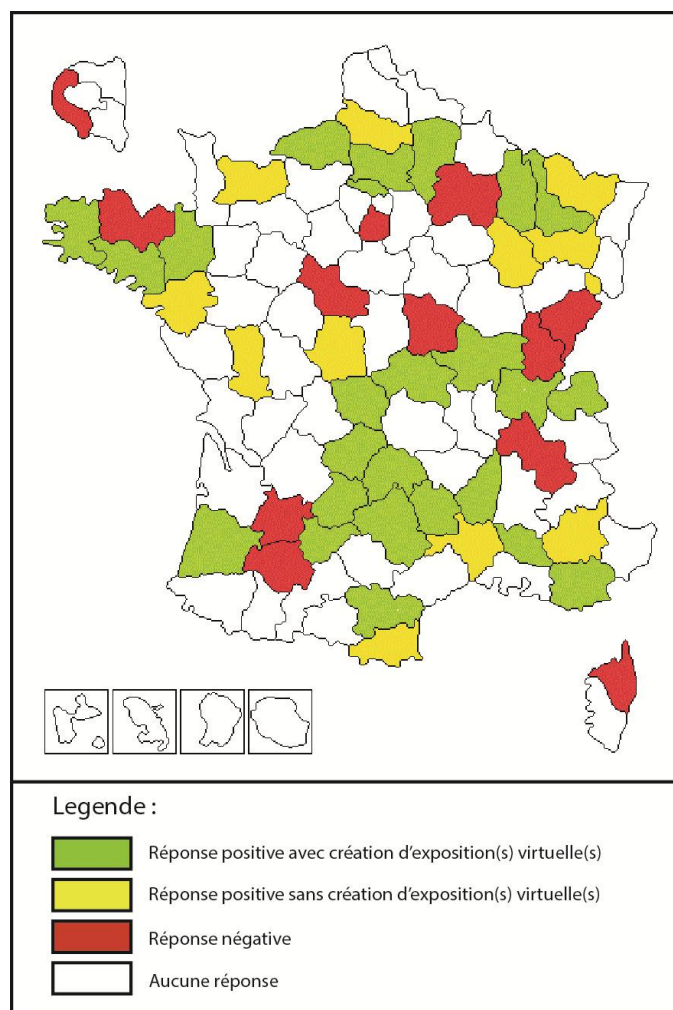 Legende :
Réponse positive avec création d'exposition(s) virtuelle(s)
Réponse positive sans création d'exposition(s) virtuelle(s)
Réponse négative
Aucune réponse